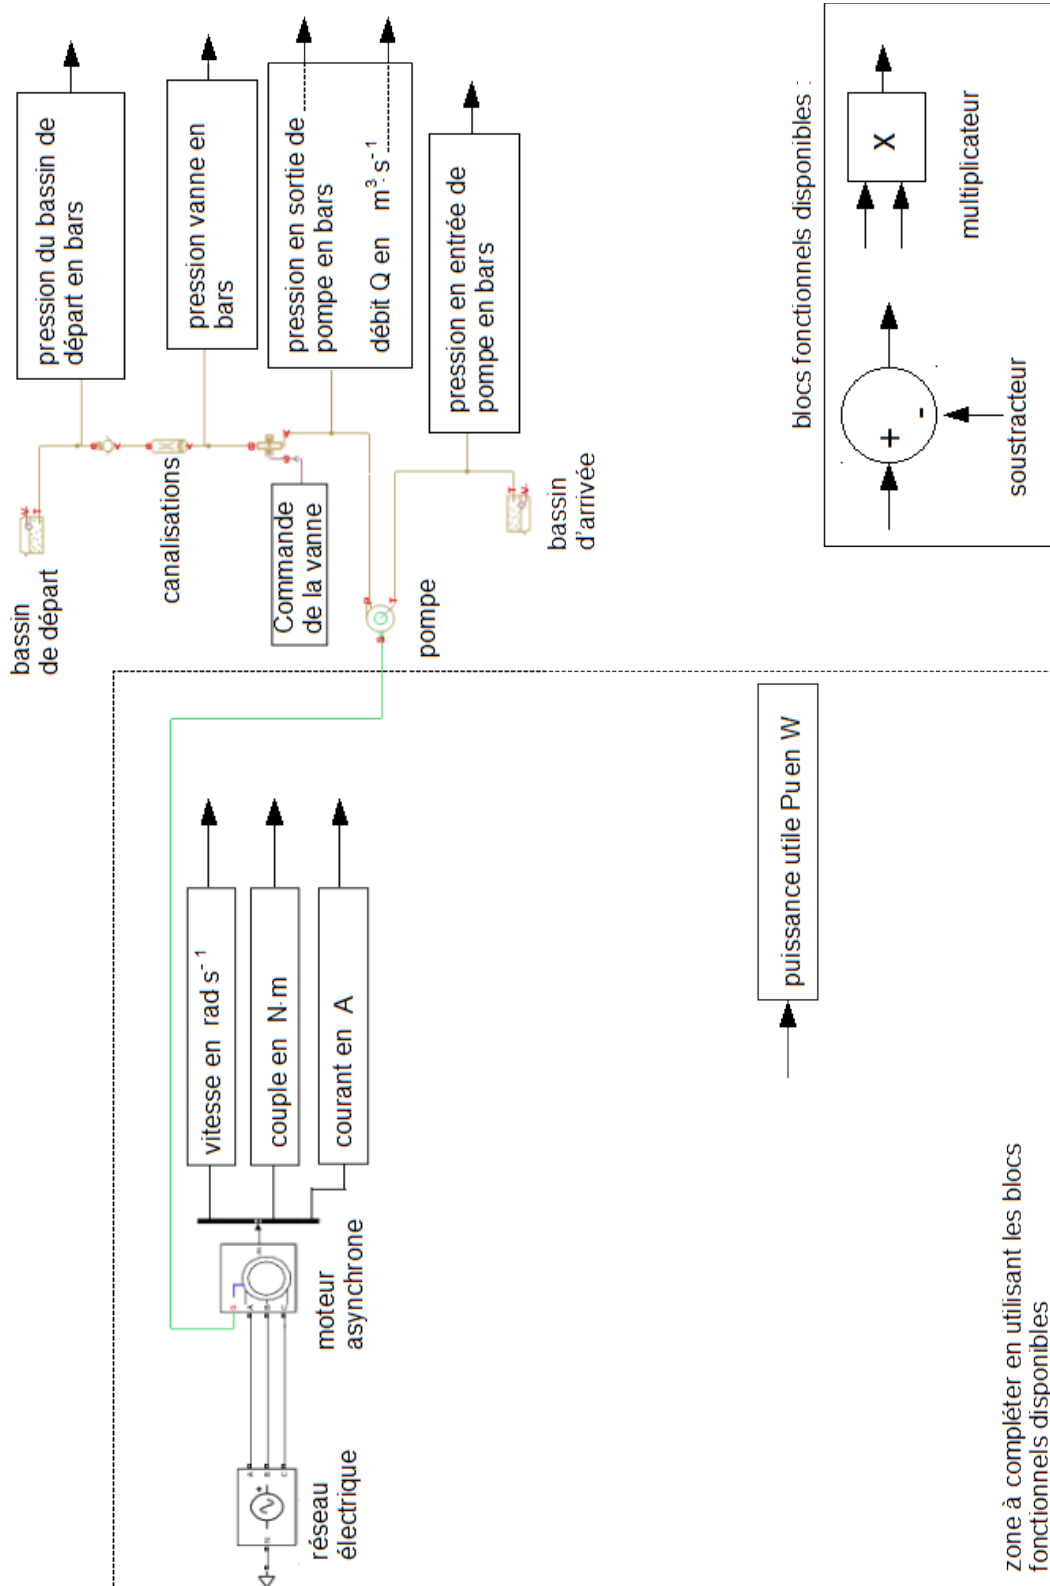 réseau
électrique
moteur
asynchrone
vitesse en rad s⁻¹
couple en N·m
courant en A
puissance utile Pu en W
zone à compléter en utilisant les blocs
fonctionnels disponibles
bassin
de départ
canalisations
Commande
de la vanne
pompe
bassin
d'arrivée
pression du bassin de
départ en bars
pression vanne en
bars
pression en sortie de
pompe en bars
débit Q en m³·s⁻¹
pression en entrée de
pompe en bars
blocs fonctionnels disponibles :
+
-
soustracteur
X
multiplicateur
A
B
C
N
A
B
C
S
m
S
P
T
V
T
T
V
A
B
S